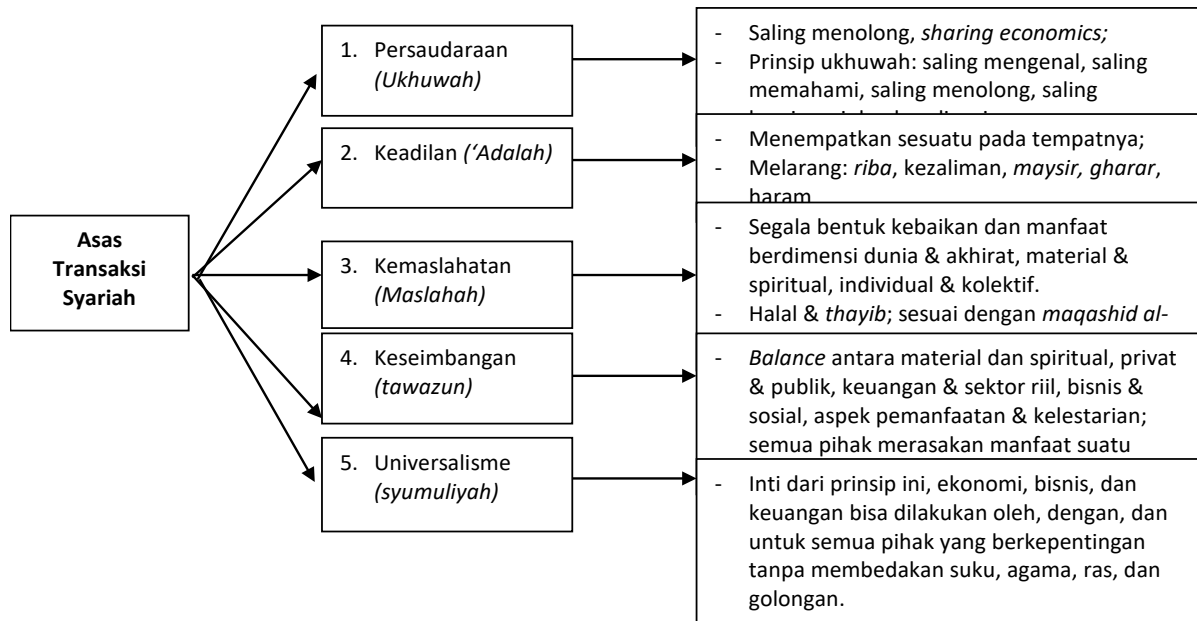 Asas
Transaksi
Syariah
1. Persaudaraan
(Ukhuwah)
- Saling menolong, sharing economics;
- Prinsip ukhuwah: saling mengenal, saling
memahami, saling menolong, saling
2. Keadilan (‘Adalah)
- Menempatkan sesuatu pada tempatnya;
- Melarang: riba, kezaliman, maysir, gharar,
haram
3. Kemaslahatan
(Maslahah)
- Segala bentuk kebaikan dan manfaat
berdimensi dunia & akhirat, material &
spiritual, individual & kolektif.
- Halal & thayib; sesuai dengan maqashid al-
4. Keseimbangan
(tawazun)
- Balance antara material dan spiritual, privat
& publik, keuangan & sektor riil, bisnis &
sosial, aspek pemanfaatan & kelestarian;
semua pihak merasakan manfaat suatu
5. Universalisme
(syumuliyah)
- Inti dari prinsip ini, ekonomi, bisnis, dan
keuangan bisa dilakukan oleh, dengan, dan
untuk semua pihak yang berkepentingan
tanpa membedakan suku, agama, ras, dan
golongan.